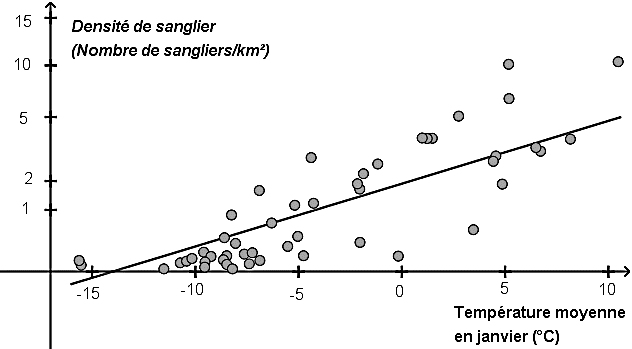 15
Densité de sanglier
(Nombre de sangliers/km²)
10
5
2
1
-15 -10 -5 0 5 10
Température moyenne
en janvier (°C)